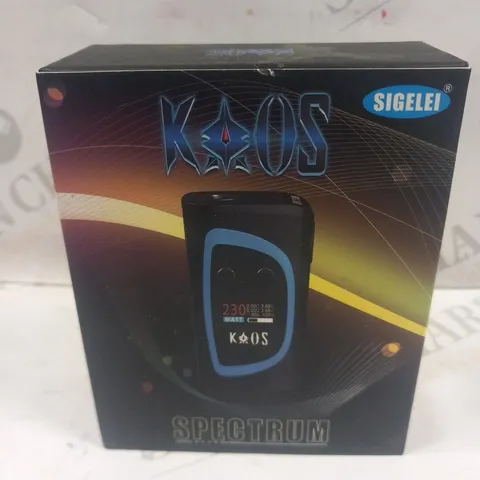 SIGELEI®
KAOS
230
WATT
KAOS
SPECTRUM